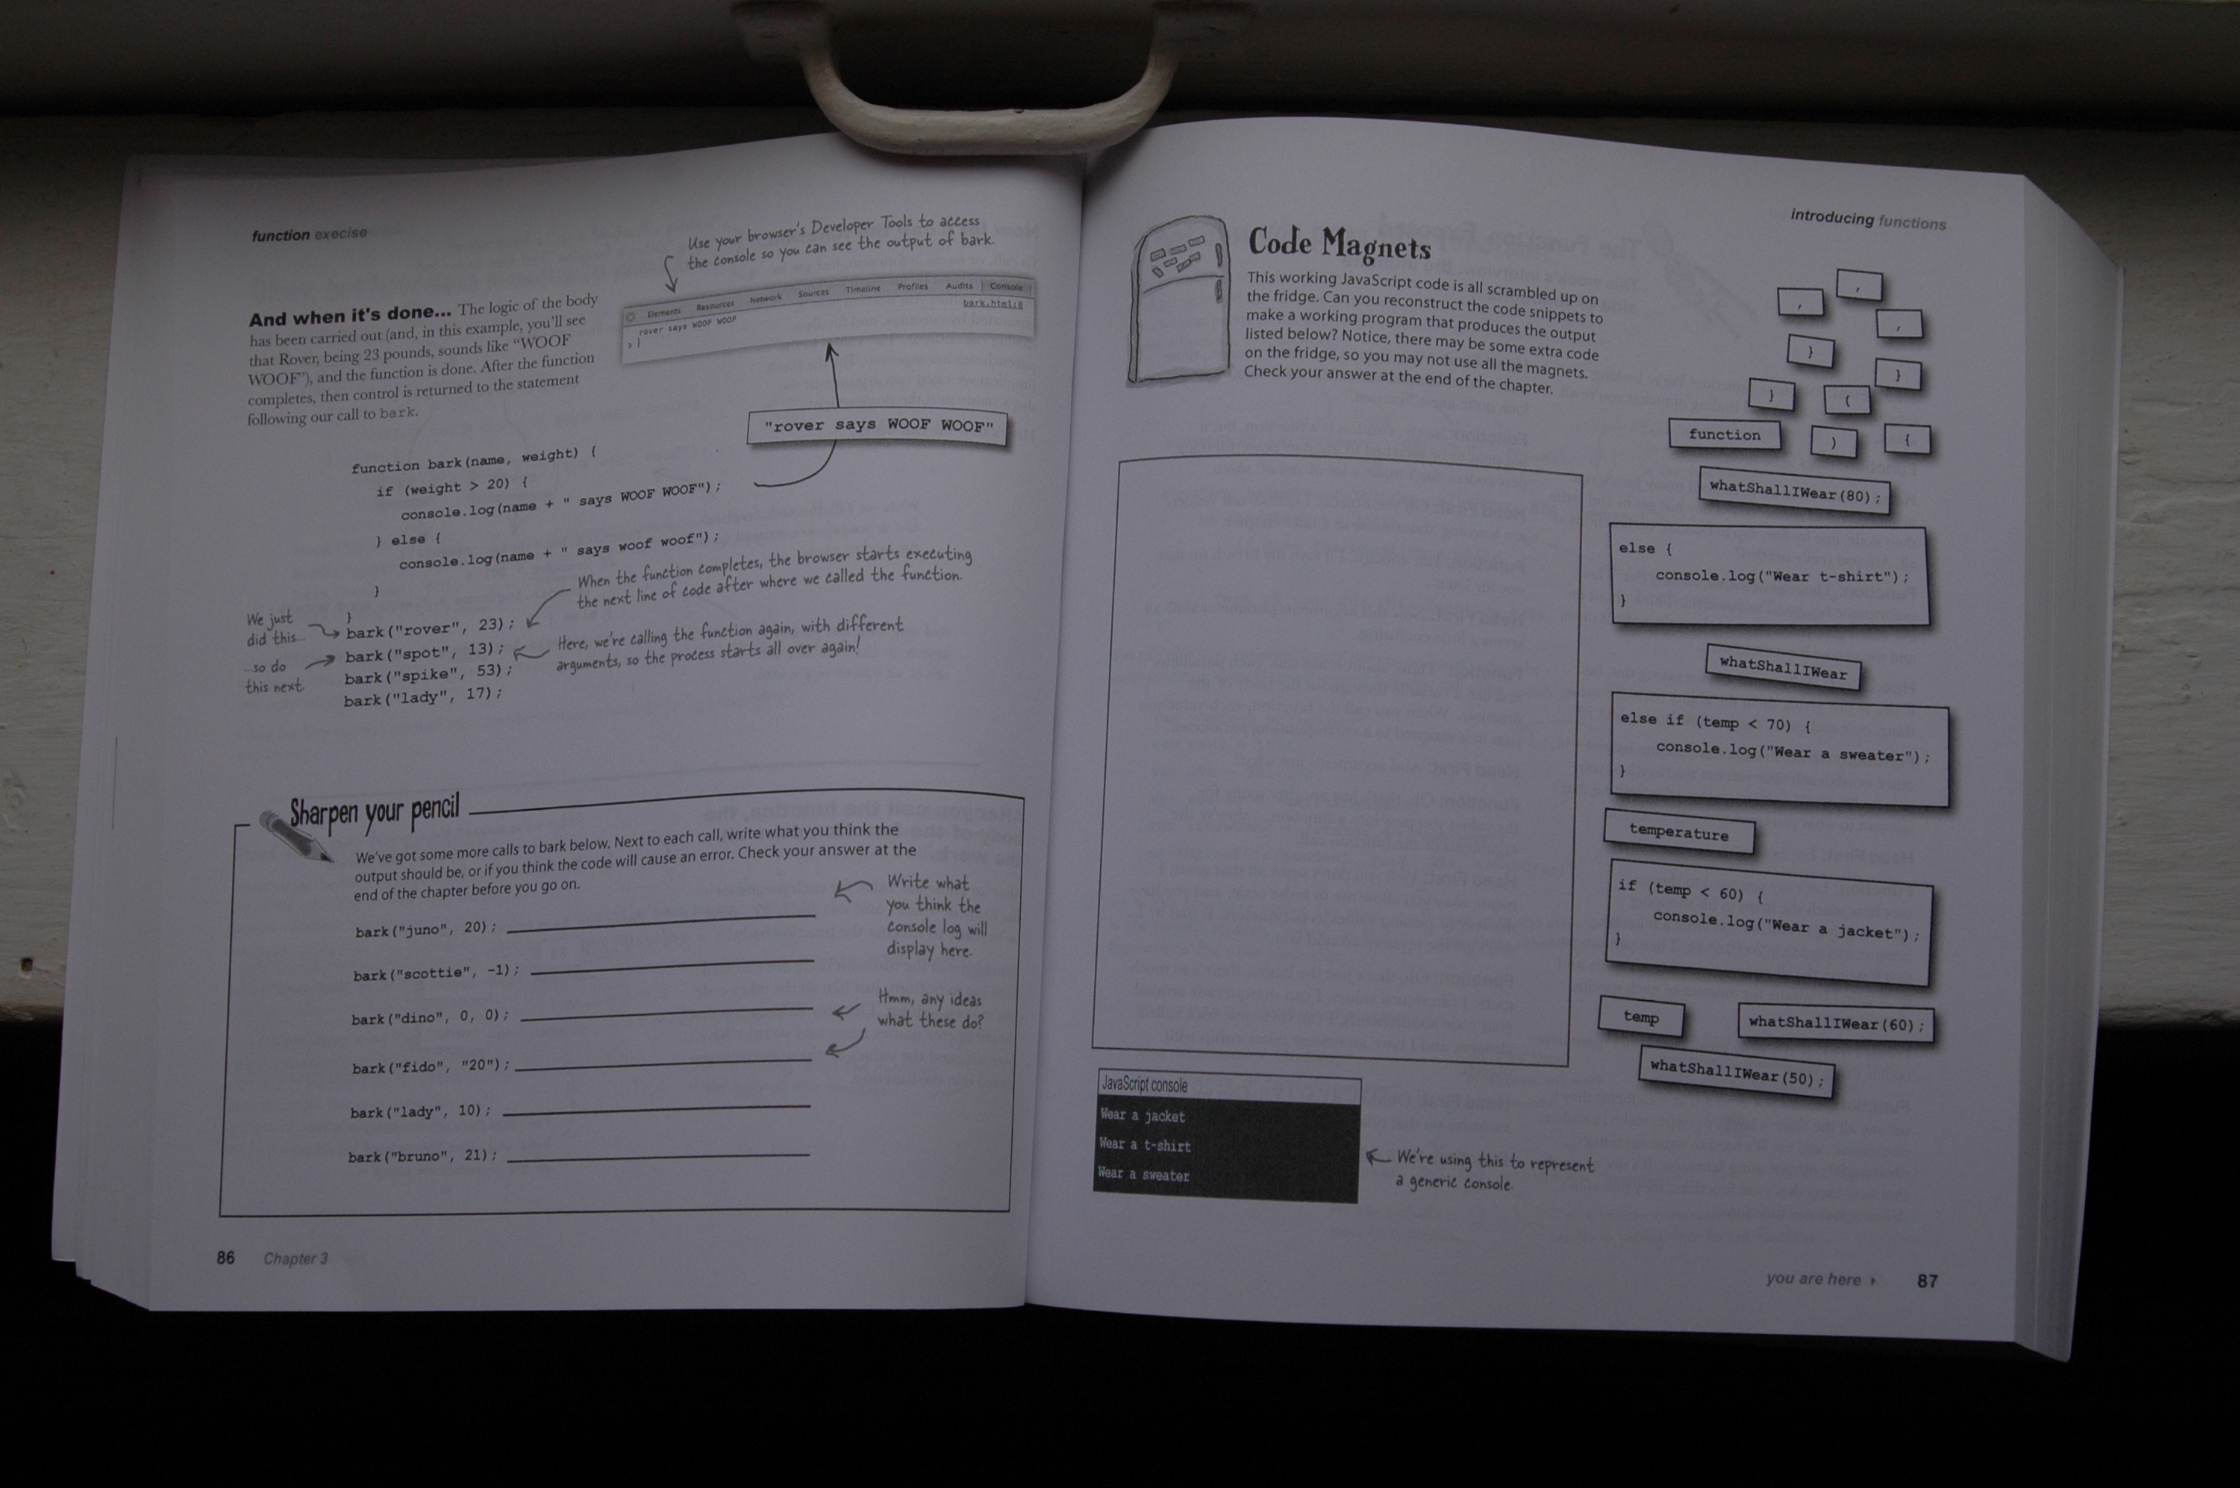 function execise
Use your browser's Developer Tools to access
the console so you can see the output of bark.
And when it's done... The logic of the body
has been carried out (and, in this example, you'll see
that Rover, being 23 pounds, sounds like "WOOF
WOOF"), and the function is done. After the function
completes, then control is returned to the statement
following our call to bark.
Elements Resources Network Sources Timeline Profiles Audits Console
rover says WOOF WOOF bark.html:8
>
"rover says WOOF WOOF"
function bark(name, weight) {
if (weight > 20) {
console.log(name + " says WOOF WOOF");
} else {
console.log(name + " says woof woof");
}
}
When the function completes, the browser starts executing
the next line of code after where we called the function.
We just
did this...
...so do
this next.
bark("rover", 23);
bark("spot", 13);
bark("spike", 53);
bark("lady", 17);
Here, we're calling the function again, with different
arguments, so the process starts all over again!
Sharpen your pencil
We've got some more calls to bark below. Next to each call, write what you think the
output should be, or if you think the code will cause an error. Check your answer at the
end of the chapter before you go on.
bark("juno", 20);
bark("scottie", -1);
bark("dino", 0, 0);
bark("fido", "20");
bark("lady", 10);
bark("bruno", 21);
Write what
you think the
console log will
display here.
Hmm, any ideas
what these do?
86 Chapter 3
introducing functions
Code Magnets
This working JavaScript code is all scrambled up on
the fridge. Can you reconstruct the code snippets to
make a working program that produces the output
listed below? Notice, there may be some extra code
on the fridge, so you may not use all the magnets.
Check your answer at the end of the chapter.
,
,
,
}
}
}
(
function
)
{
whatShallIWear(80);
else {
console.log("Wear t-shirt");
}
whatShallIWear
else if (temp < 70) {
console.log("Wear a sweater");
}
temperature
if (temp < 60) {
console.log("Wear a jacket");
}
temp
whatShallIWear(60);
whatShallIWear(50);
JavaScript console
Wear a jacket
Wear a t-shirt
Wear a sweater
We're using this to represent
a generic console.
you are here 87